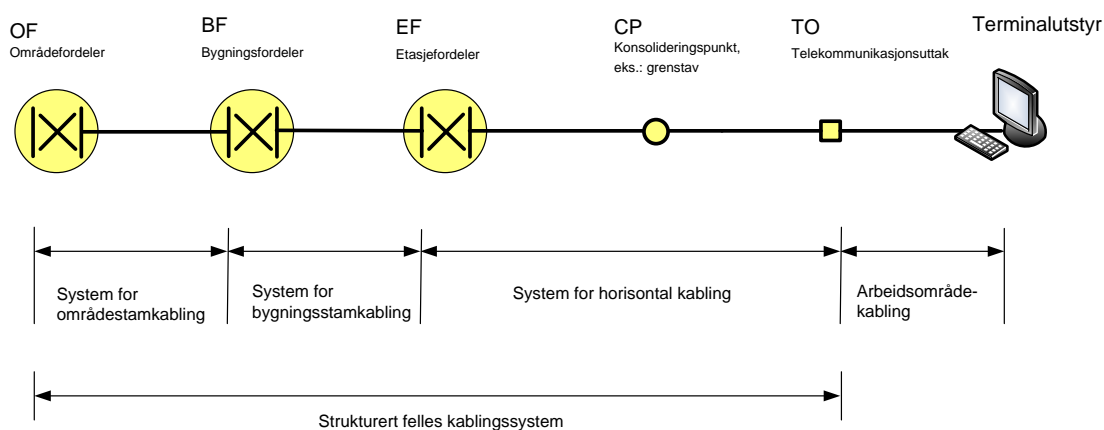 OF
Områdefordeler
BF
Bygningsfordeler
EF
Etasjefordeler
CP
Konsolideringspunkt,
eks.: grenstav
TO
Telekommunikasjonsuttak
Terminalutstyr
System for
områdestamkabling
System for
bygningsstamkabling
System for horisontal kabling
Arbeidsområde-
kabling
Strukturert felles kablingssystem